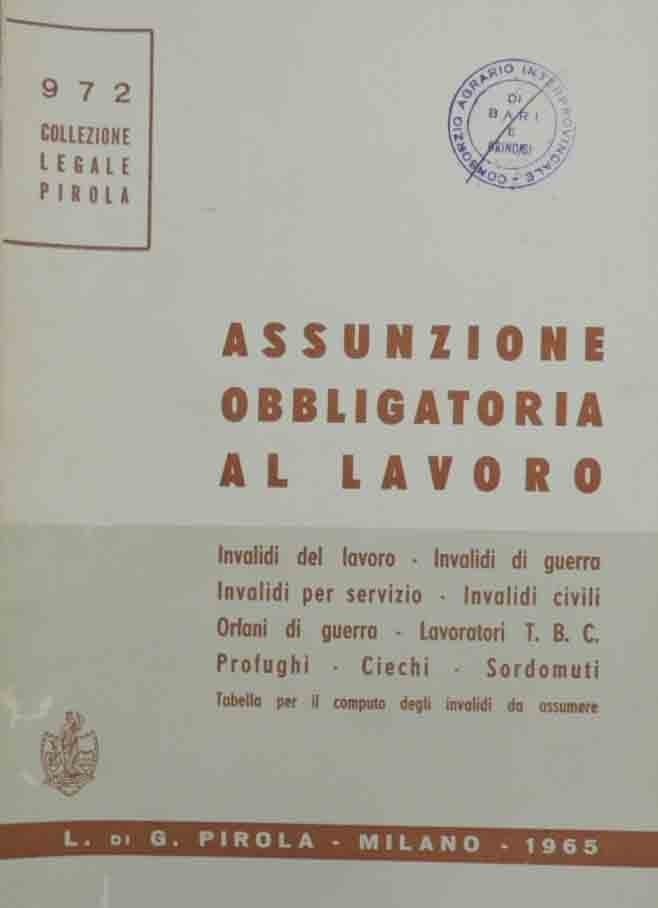 972
COLLEZIONE
LEGALE
PIROLA
CONSORZIO AGRARIO INTERPROVINCIALE -
DI
BARI
E
BRINDISI
ASSUNZIONE
OBBLIGATORIA
AL LAVORO
Invalidi del lavoro - Invalidi di guerra
Invalidi per servizio - Invalidi civili
Orfani di guerra - Lavoratori T. B. C.
Profughi - Ciechi - Sordomuti
Tabella per il computo degli invalidi da assumere
L. DI G. PIROLA - MILANO - 1965